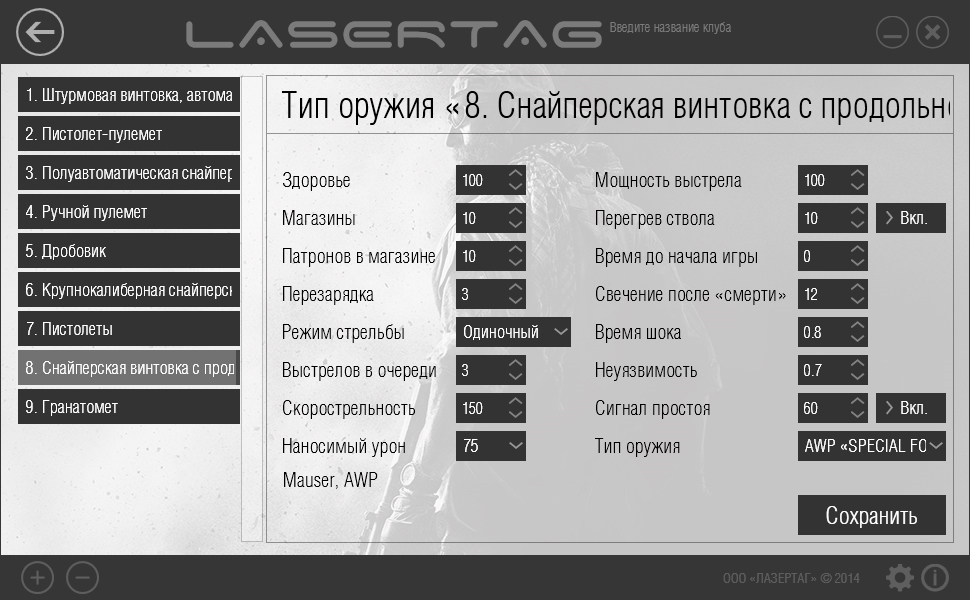 LASERTAG
Введите название клуба
1. Штурмовая винтовка, автома
2. Пистолет-пулемет
3. Полуавтоматическая снайпер
4. Ручной пулемет
5. Дробовик
6. Крупнокалиберная снайперск
7. Пистолеты
8. Снайперская винтовка с прод
9. Гранатомет
Тип оружия «8. Снайперская винтовка с продольно
Здоровье 100
Магазины 10
Патронов в магазине 10
Перезарядка 3
Режим стрельбы Одиночный
Выстрелов в очереди 3
Скорострельность 150
Наносимый урон 75
Mauser, AWP
Мощность выстрела 100
Перегрев ствола 10 Вкл.
Время до начала игры 0
Свечение после «смерти» 12
Время шока 0.8
Неуязвимость 0.7
Сигнал простоя 60 Вкл.
Тип оружия AWP «SPECIAL FO
Сохранить
ООО «ЛАЗЕРТАГ» © 2014